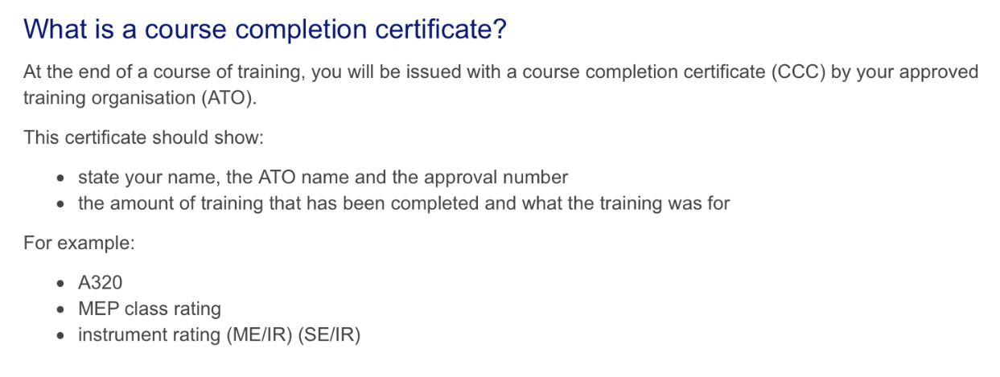 What is a course completion certificate?
At the end of a course of training, you will be issued with a course completion certificate (CCC) by your approved
training organisation (ATO).
This certificate should show:
• state your name, the ATO name and the approval number
• the amount of training that has been completed and what the training was for
For example:
• A320
• MEP class rating
• instrument rating (ME/IR) (SE/IR)